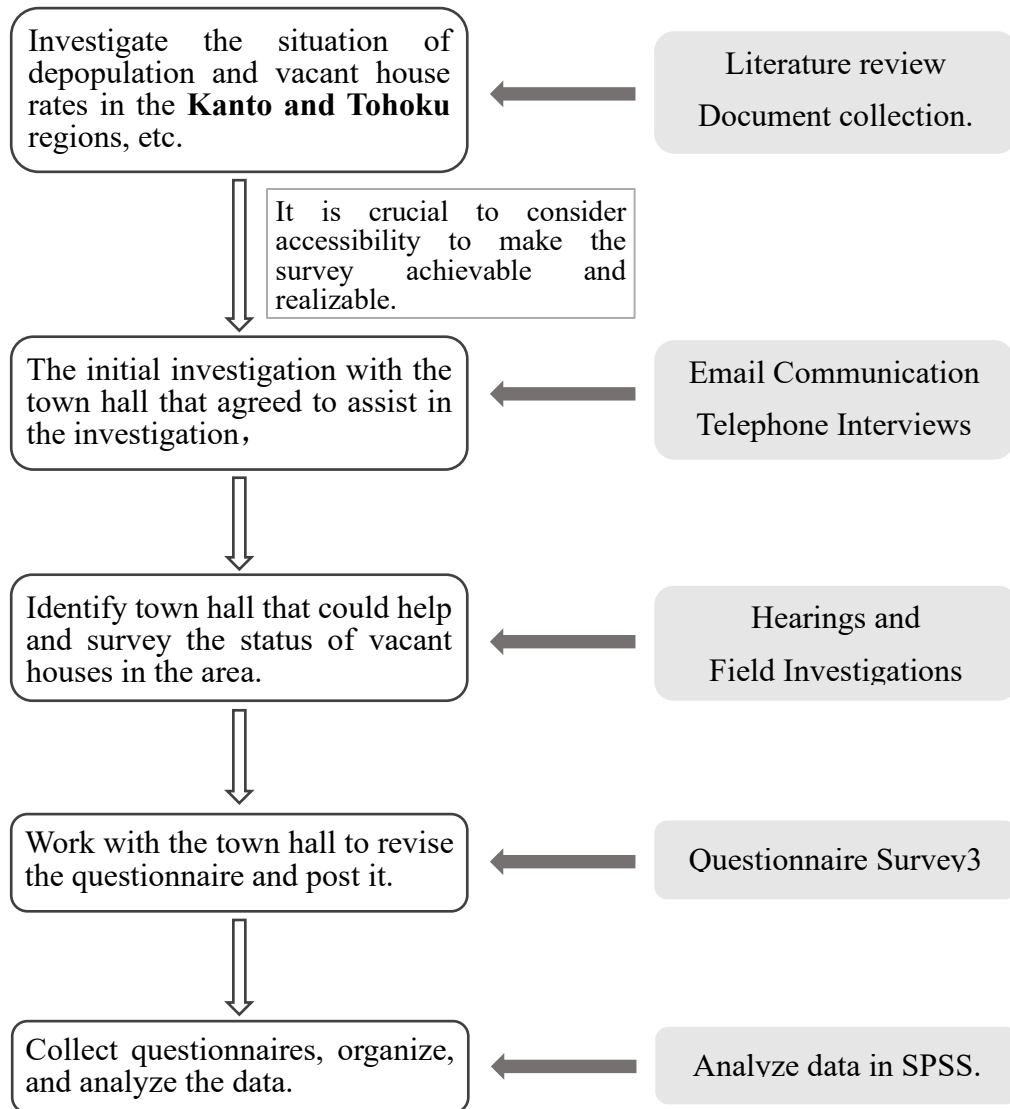 Investigate the situation of
depopulation and vacant house
rates in the Kanto and Tohoku
regions, etc.
Literature review
Document collection.
It is crucial to consider
accessibility to make the
survey achievable and
realizable.
The initial investigation with the
town hall that agreed to assist in
the investigation，
Email Communication
Telephone Interviews
Identify town hall that could help
and survey the status of vacant
houses in the area.
Hearings and
Field Investigations
Work with the town hall to revise
the questionnaire and post it.
Questionnaire Survey3
Collect questionnaires, organize,
and analyze the data.
Analyze data in SPSS.